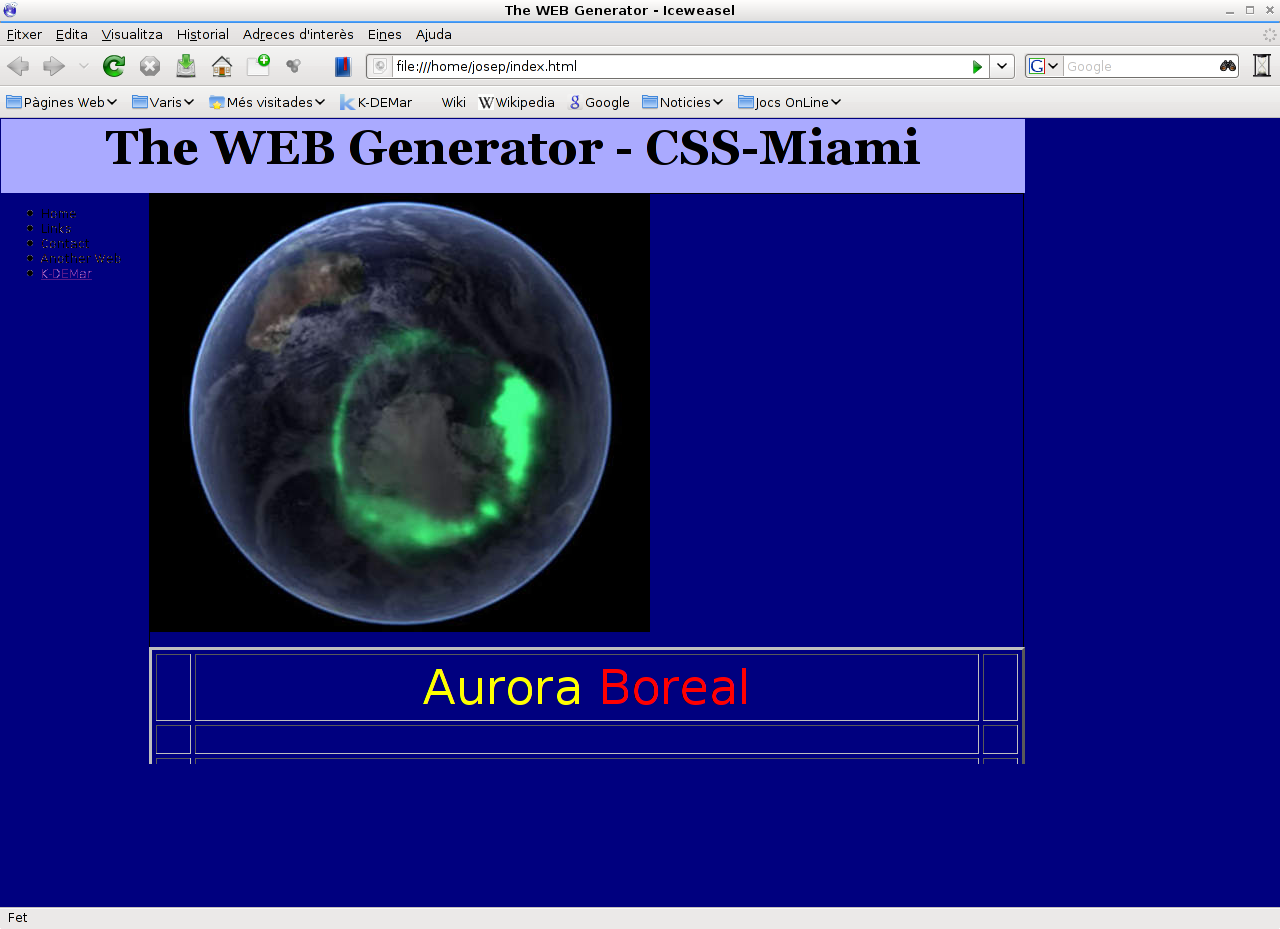 The WEB Generator - Iceweasel
Fitxer Edita Visualitza Historial Adreces d'interès Eines Ajuda
file:///home/josep/index.html Google
Pàgines Web Varis Més visitades K-DEMar Wiki Wikipedia Google Noticies Jocs OnLine
The WEB Generator - CSS-Miami
Home
Links
Contact
Another Web
K-DEMar
Aurora Boreal
Fet